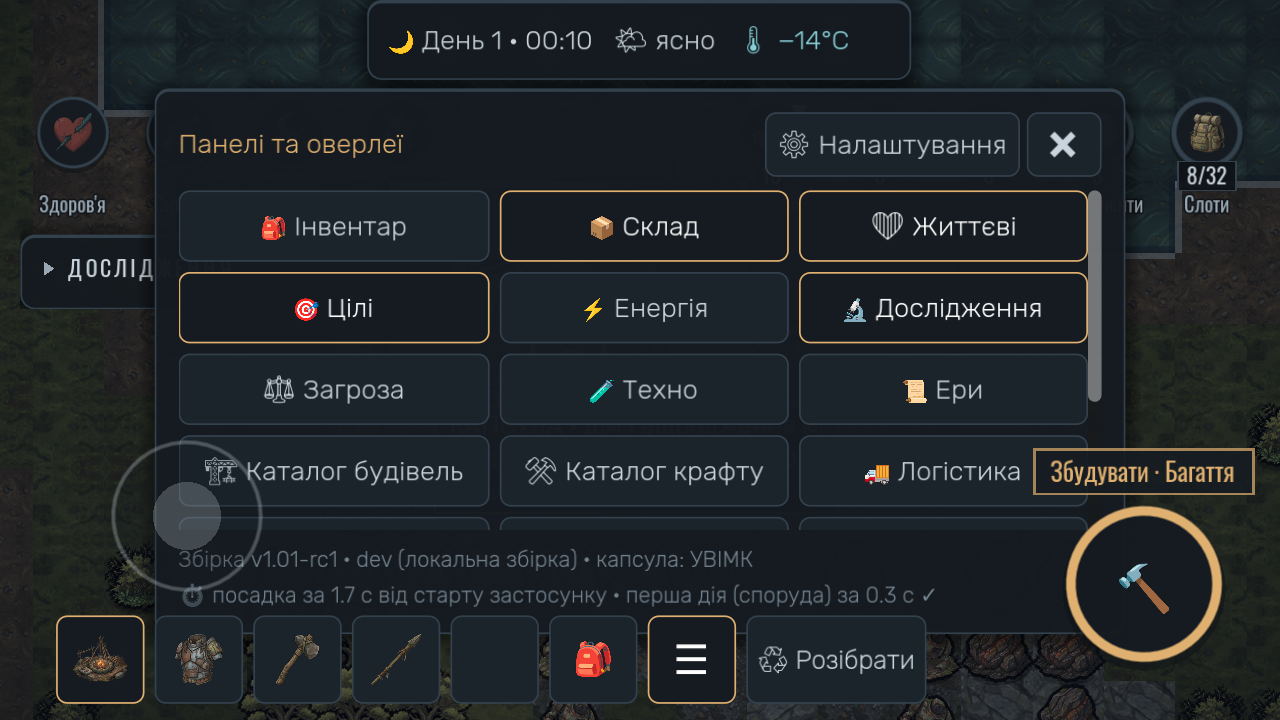 День 1 • 00:10 ясно −14°C
Панелі та оверлеї
Налаштування
Здоров'я
8/32
Слоти
ти
ДОСЛІД
Інвентар
Склад
Життєві
Цілі
Енергія
Дослідження
Загроза
Техно
Ери
Каталог будівель
Каталог крафту
Логістика
Збудувати · Багаття
Збірка v1.01-rc1 • dev (локальна збірка) • капсула: УВІМК
посадка за 1.7 с від старту застосунку • перша дія (споруда) за 0.3 с ✓
Розібрати